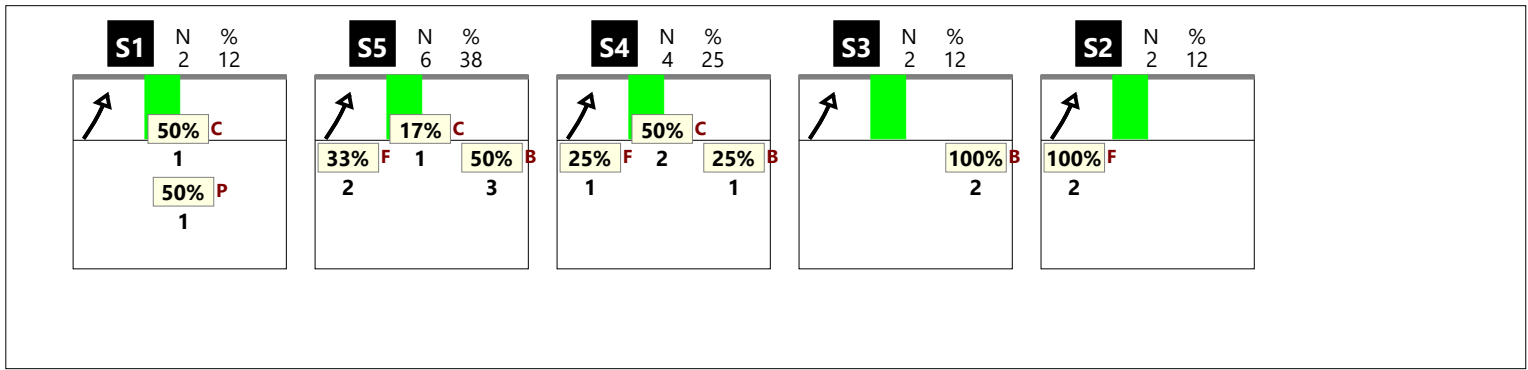 S1 N %
2 12
50% C
1
50% P
1
S5 N %
6 38
17% C
33% F 1 50% B
2 3
S4 N %
4 25
50% C
25% F 2 25% B
1 1
S3 N %
2 12
100% B
2
S2 N %
2 12
100% F
2